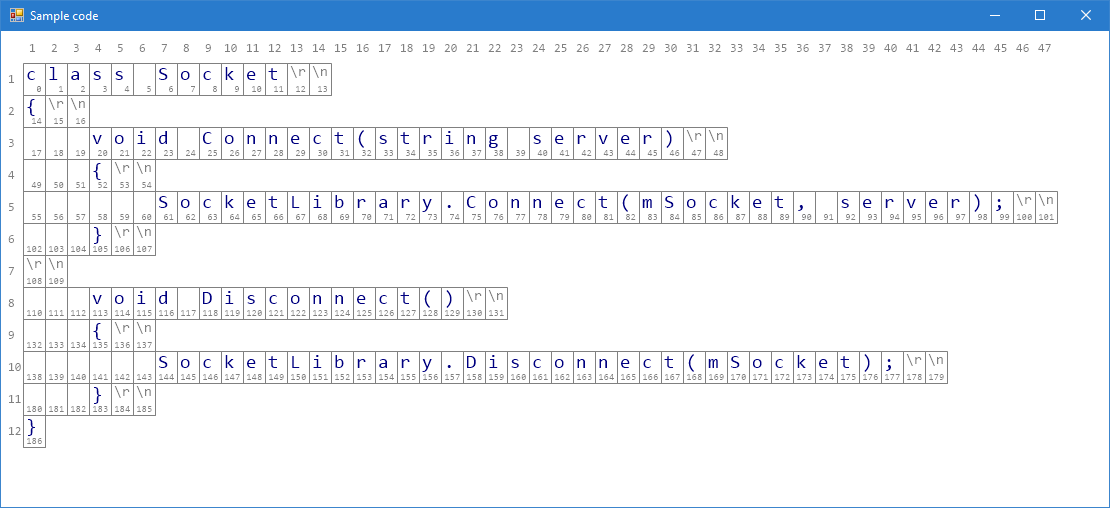 Sample code
1 2 3 4 5 6 7 8 9 10 11 12 13 14 15 16 17 18 19 20 21 22 23 24 25 26 27 28 29 30 31 32 33 34 35 36 37 38 39 40 41 42 43 44 45 46 47
1 class Socket\r\n
0 1 2 3 4 5 6 7 8 9 10 11 12 13
2 {\r\n
14 15 16
3    void Connect(string server)\r\n
17 18 19 20 21 22 23 24 25 26 27 28 29 30 31 32 33 34 35 36 37 38 39 40 41 42 43 44 45 46 47 48
4    {\r\n
49 50 51 52 53 54
5       SocketLibrary.Connect(mSocket, server);\r\n
55 56 57 58 59 60 61 62 63 64 65 66 67 68 69 70 71 72 73 74 75 76 77 78 79 80 81 82 83 84 85 86 87 88 89 90 91 92 93 94 95 96 97 98 99 100 101
6    }\r\n
102 103 104 105 106 107
7 \r\n
108 109
8    void Disconnect()\r\n
110 111 112 113 114 115 116 117 118 119 120 121 122 123 124 125 126 127 128 129 130 131
9    {\r\n
132 133 134 135 136 137
10       SocketLibrary.Disconnect(mSocket);\r\n
138 139 140 141 142 143 144 145 146 147 148 149 150 151 152 153 154 155 156 157 158 159 160 161 162 163 164 165 166 167 168 169 170 171 172 173 174 175 176 177 178 179
11    }\r\n
180 181 182 183 184 185
12 }
186